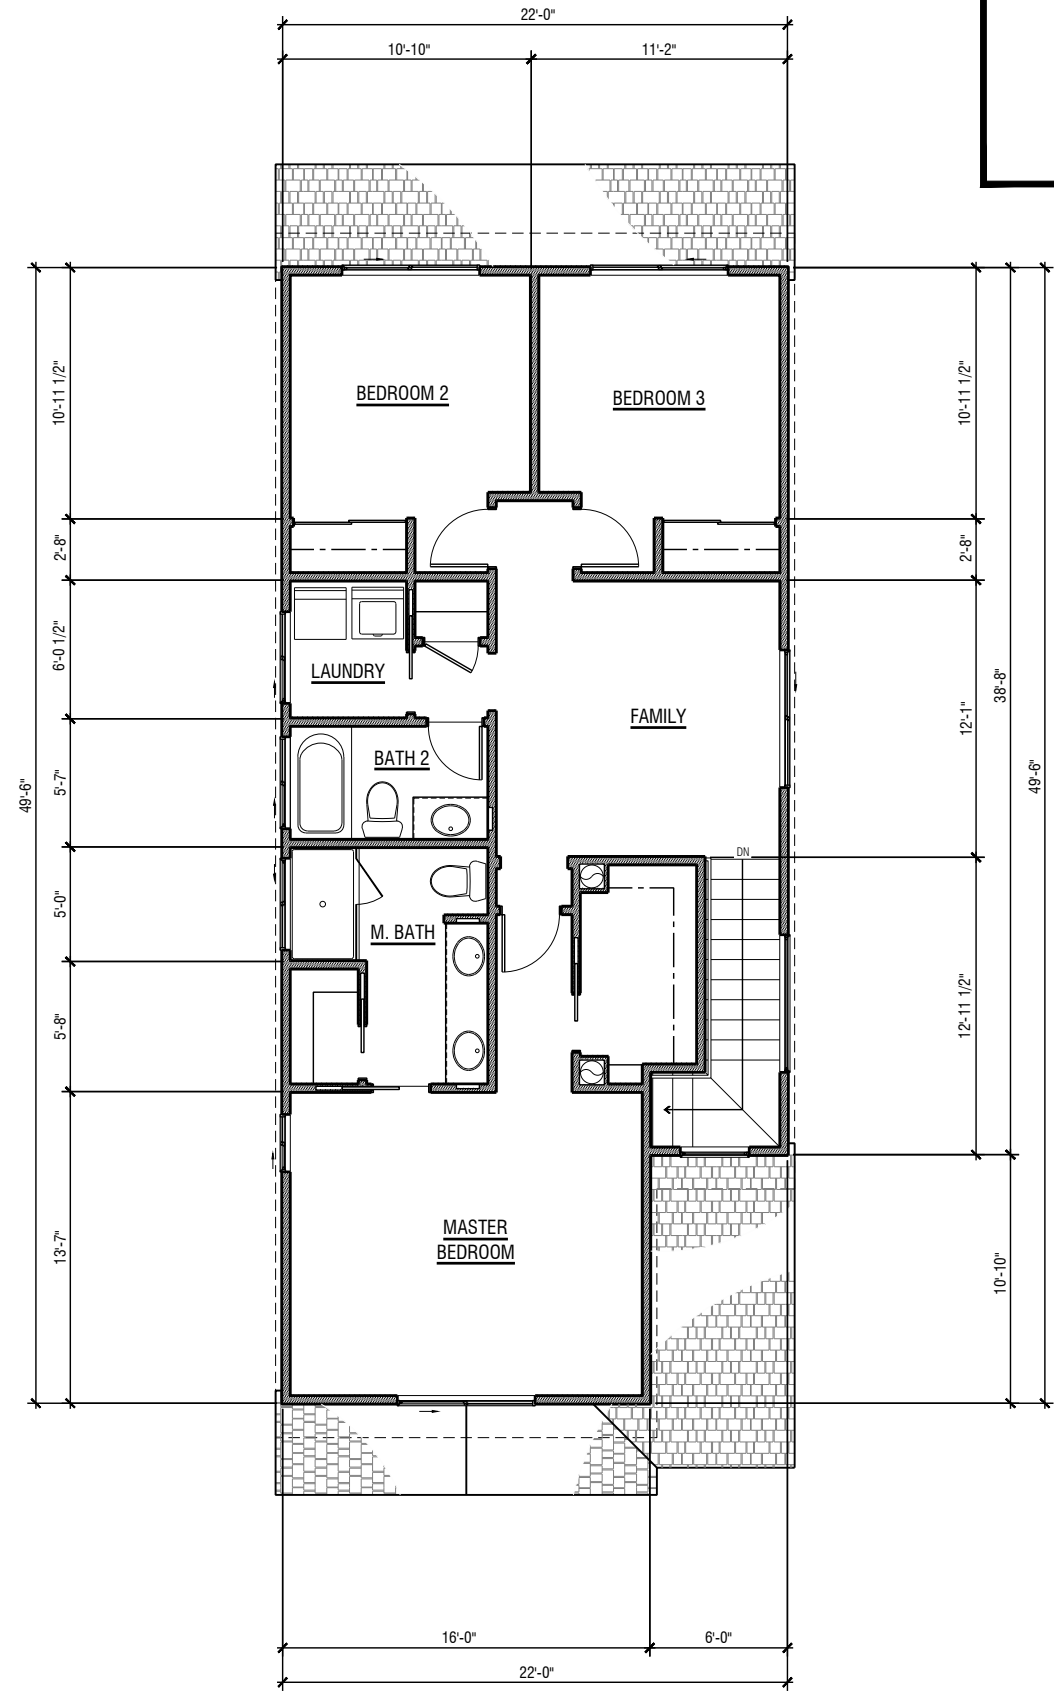 22'-0"
10'-10"
11'-2"
10'-11 1/2"
10'-11 1/2"
BEDROOM 2
BEDROOM 3
2'-8"
2'-8"
6'-0 1/2"
LAUNDRY
38'-8"
FAMILY
12'-1"
BATH 2
5'-7"
49'-6"
49'-6"
DN
5'-0"
M. BATH
12'-11 1/2"
5'-8"
MASTER
BEDROOM
13'-7"
10'-10"
16'-0"
6'-0"
22'-0"